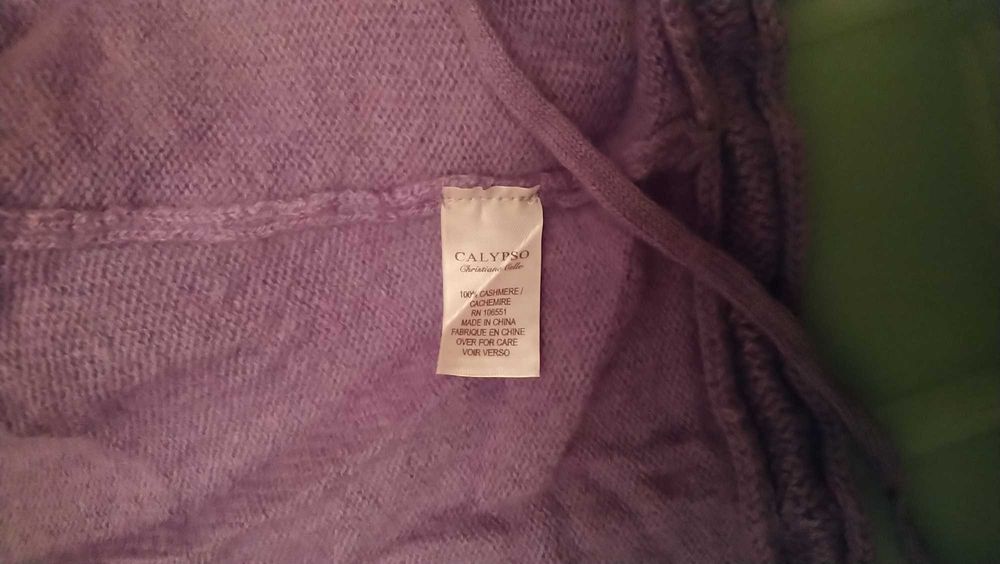 CALYPSO
Christiane Celle
100% CASHMERE /
CACHEMIRE
RN 106551
MADE IN CHINA
FABRIQUE EN CHINE
OVER FOR CARE
VOIR VERSO